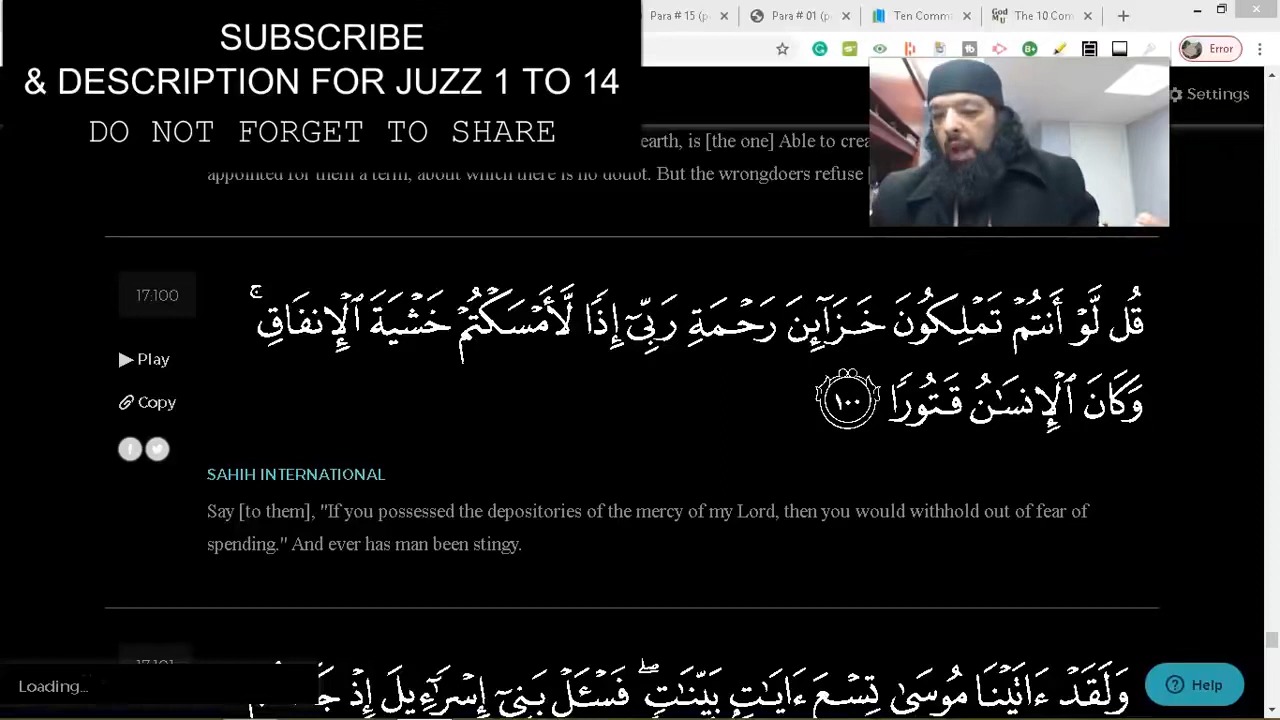 SUBSCRIBE
& DESCRIPTION FOR JUZZ 1 TO 14
DO NOT FORGET TO SHARE
Para # 15 (p
Para # 01 (p
Ten Comm
The 10 Com
Error
Settings
earth, is [the one] Able to crea
appointed for them a term, about which there is no doubt. But the wrongdoers refuse
17:100
قُل لَّوْ أَنتُمْ تَمْلِكُونَ خَزَآئِنَ رَحْمَةِ رَبِّىٓ إِذًا لَّأَمْسَكْتُمْ خَشْيَةَ ٱلْإِنفَاقِ ۚ
وَكَانَ ٱلْإِنسَـٰنُ قَتُورًا ١٠٠
Play
Copy
SAHIH INTERNATIONAL
Say [to them], "If you possessed the depositories of the mercy of my Lord, then you would withhold out of fear of
spending." And ever has man been stingy.
17:101
وَلَقَدْ ءَاتَيْنَا مُوسَىٰ تِسْعَ ءَايَـٰتٍۭ بَيِّنَـٰتٍ ۖ فَسْـَٔلْ بَنِىٓ إِسْرَٰٓءِيلَ إِذْ
Loading...
Help